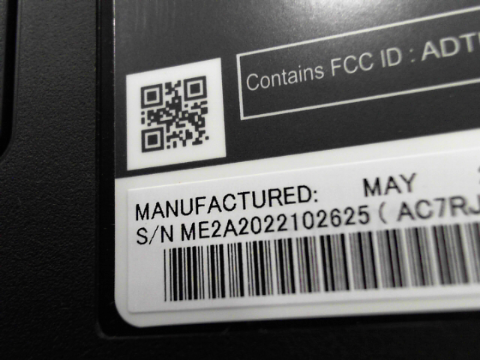 Contains FCC ID : ADT
MANUFACTURED: MAY
S/N ME2A2022102625 ( AC7RJ